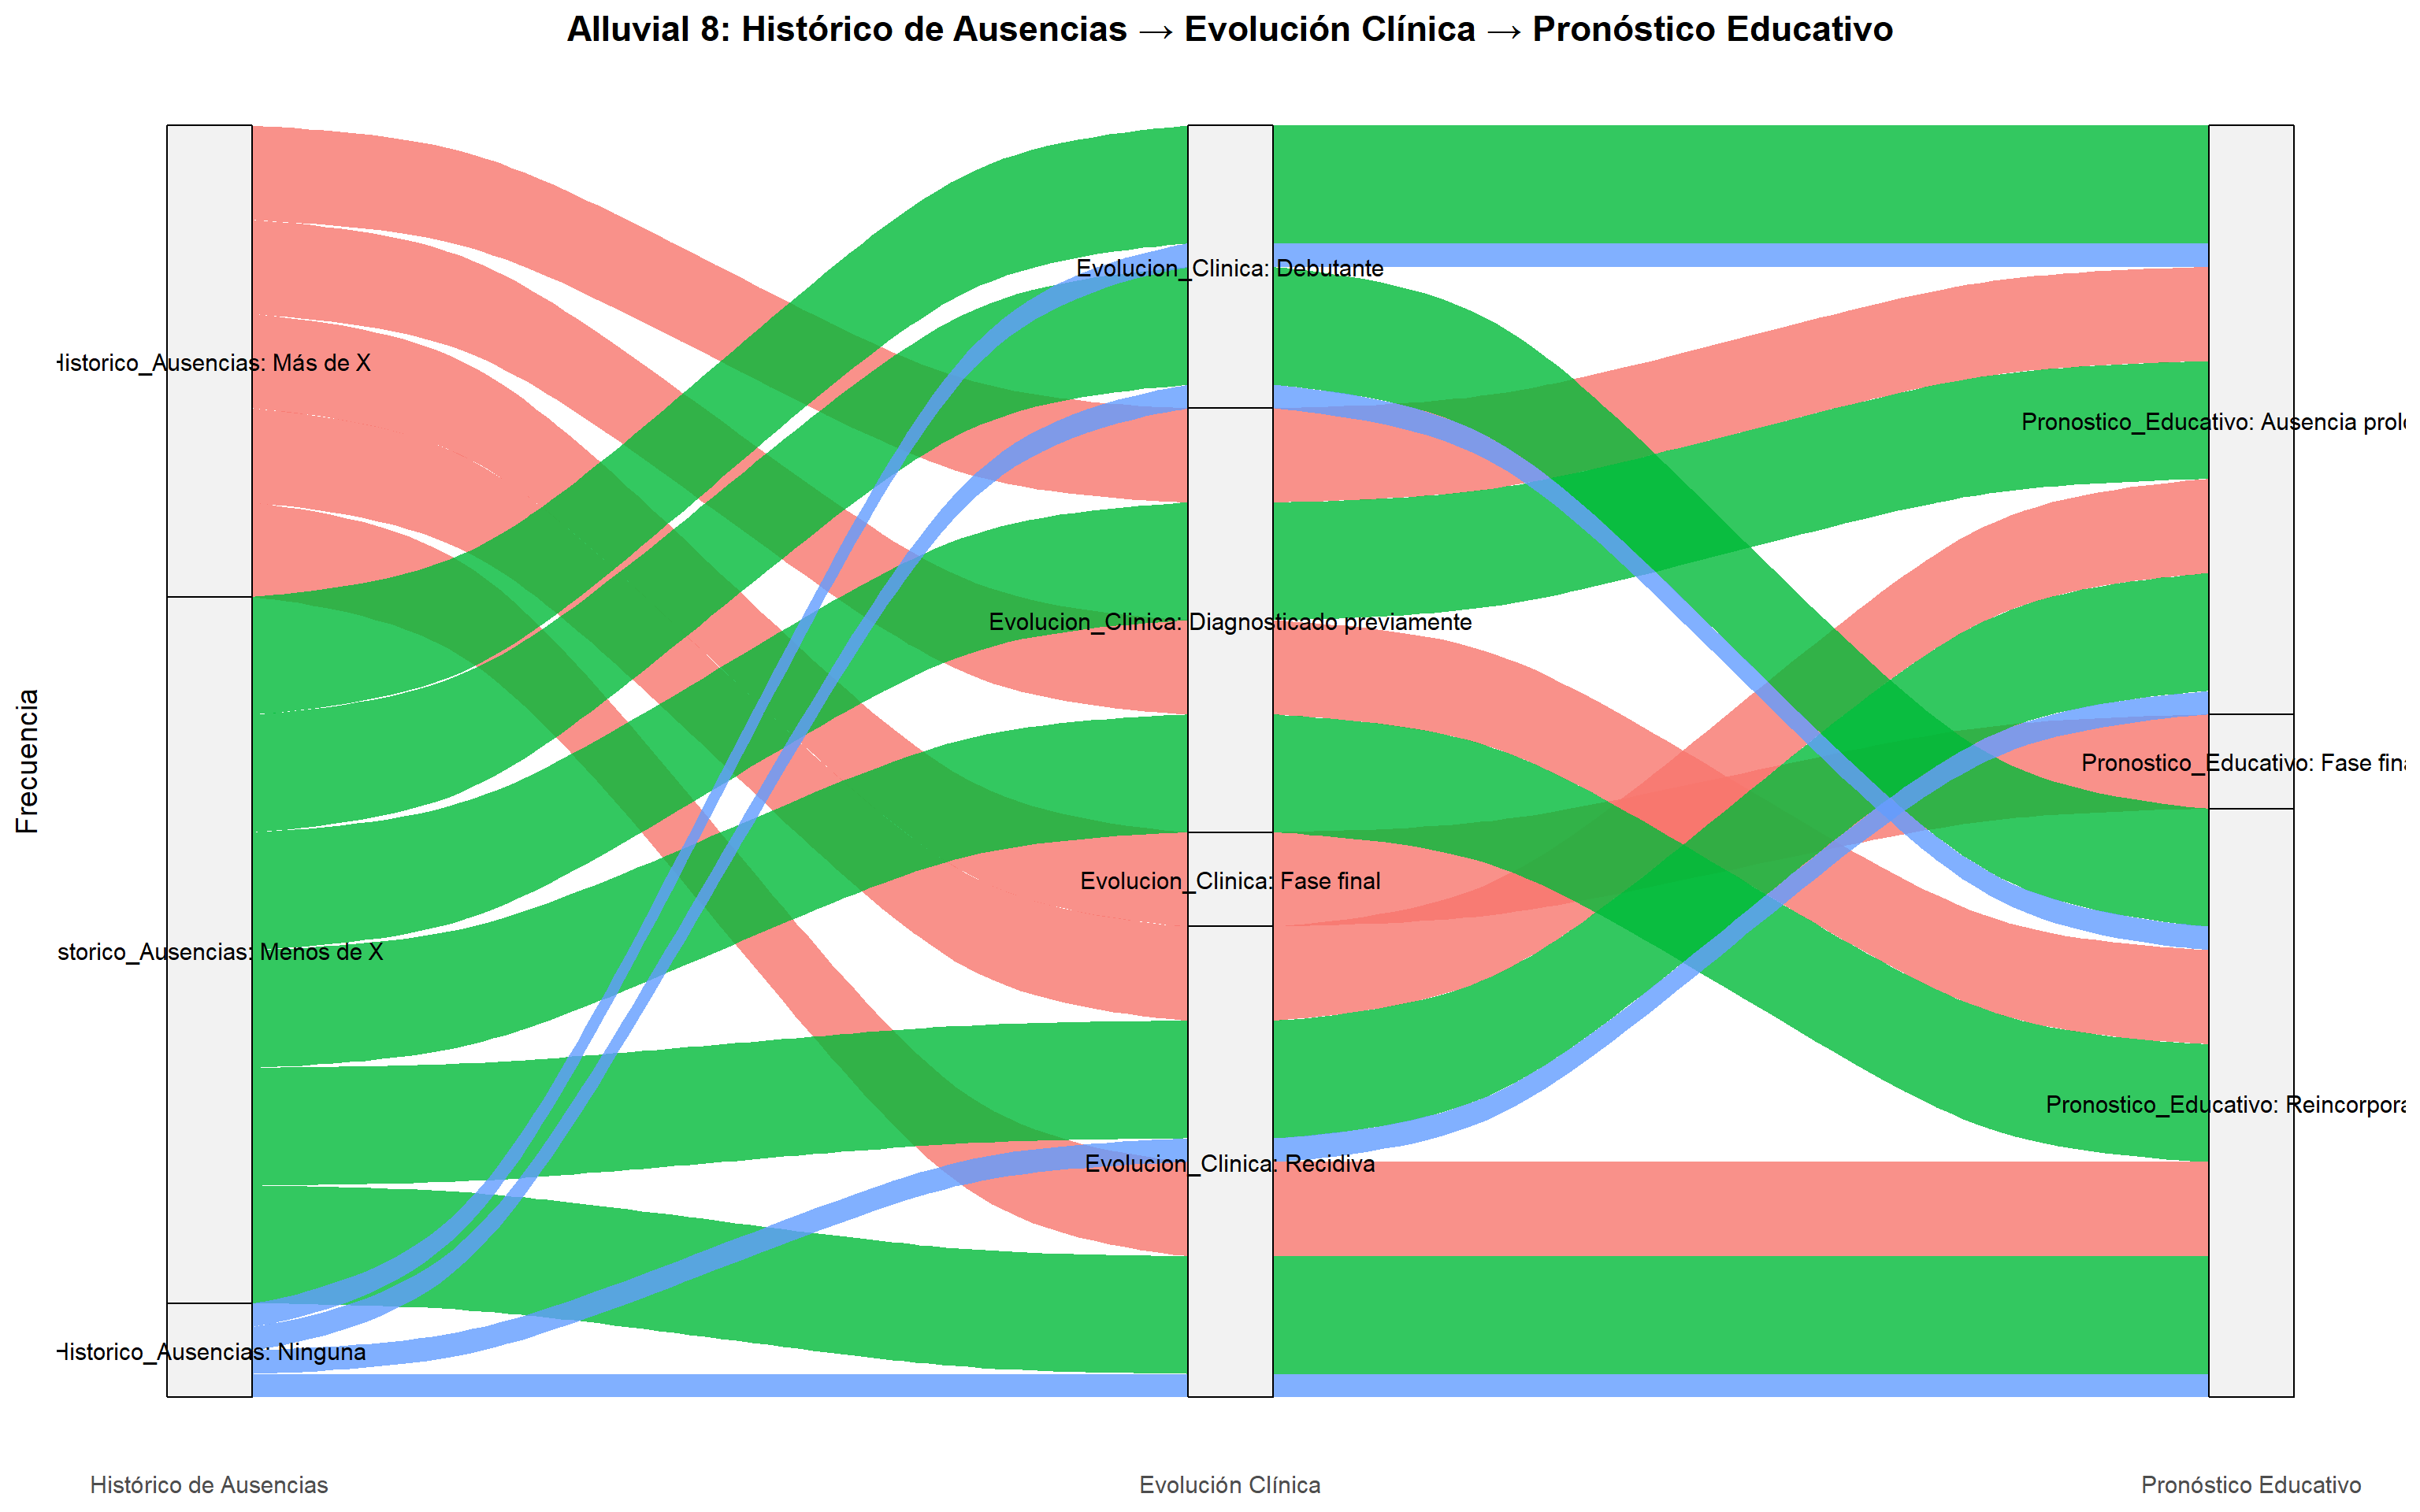 Alluvial 8: Histórico de Ausencias → Evolución Clínica → Pronóstico Educativo
Evolucion_Clinica: Debutante
Historico_Ausencias: Más de X
Pronostico_Educativo: Ausencia prol
Evolucion_Clinica: Diagnosticado previamente
Frecuencia
Pronostico_Educativo: Fase fin
Evolucion_Clinica: Fase final
storico_Ausencias: Menos de X
Pronostico_Educativo: Reincorpora
Evolucion_Clinica: Recidiva
Historico_Ausencias: Ninguna
Histórico de Ausencias
Evolución Clínica
Pronóstico Educativo